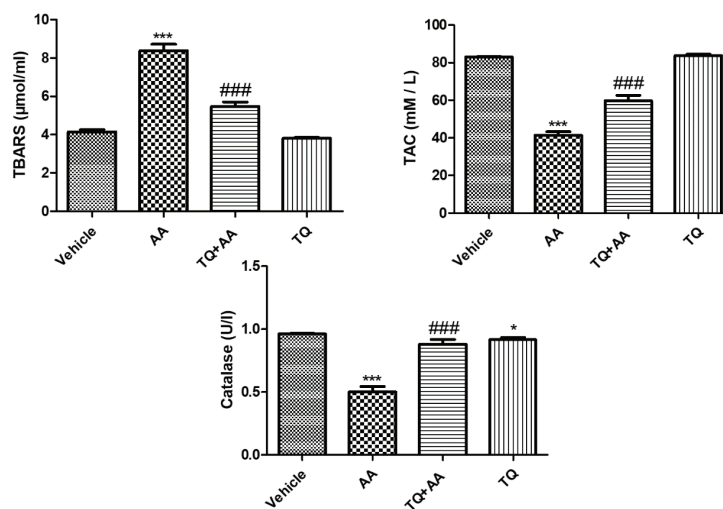 TBARS (μmol/ml)
10
8
6
4
2
0
***
###
Vehicle
AA
TQ+AA
TQ
TAC (mM / L)
100
80
60
40
20
0
***
###
Vehicle
AA
TQ+AA
TQ
Catalase (U/l)
1.5
1.0
0.5
0.0
***
###
*
Vehicle
AA
TQ+AA
TQ